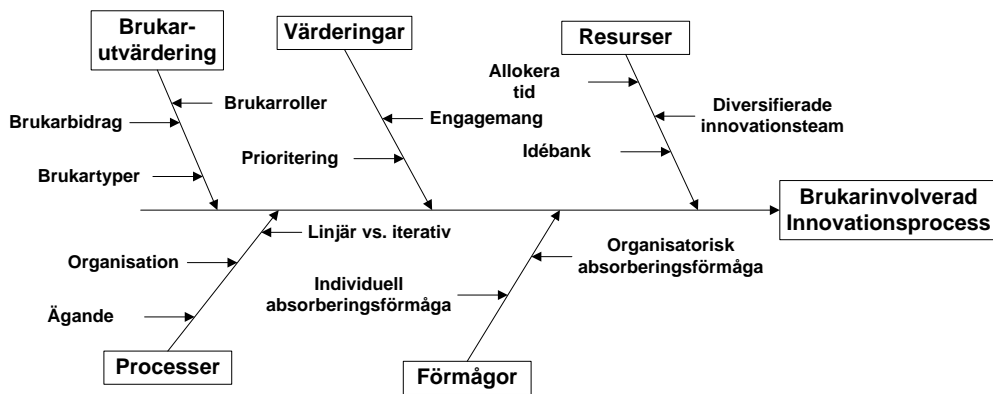 Brukar-
utvärdering
Värderingar
Resurser
Brukarroller
Brukarbidrag
Brukartyper
Engagemang
Prioritering
Allokera
tid
Diversifierade
innovationsteam
Idébank
Brukarinvolverad
Innovationsprocess
Linjär vs. iterativ
Organisation
Ägande
Organisatorisk
absorberingsförmåga
Individuell
absorberingsförmåga
Processer
Förmågor